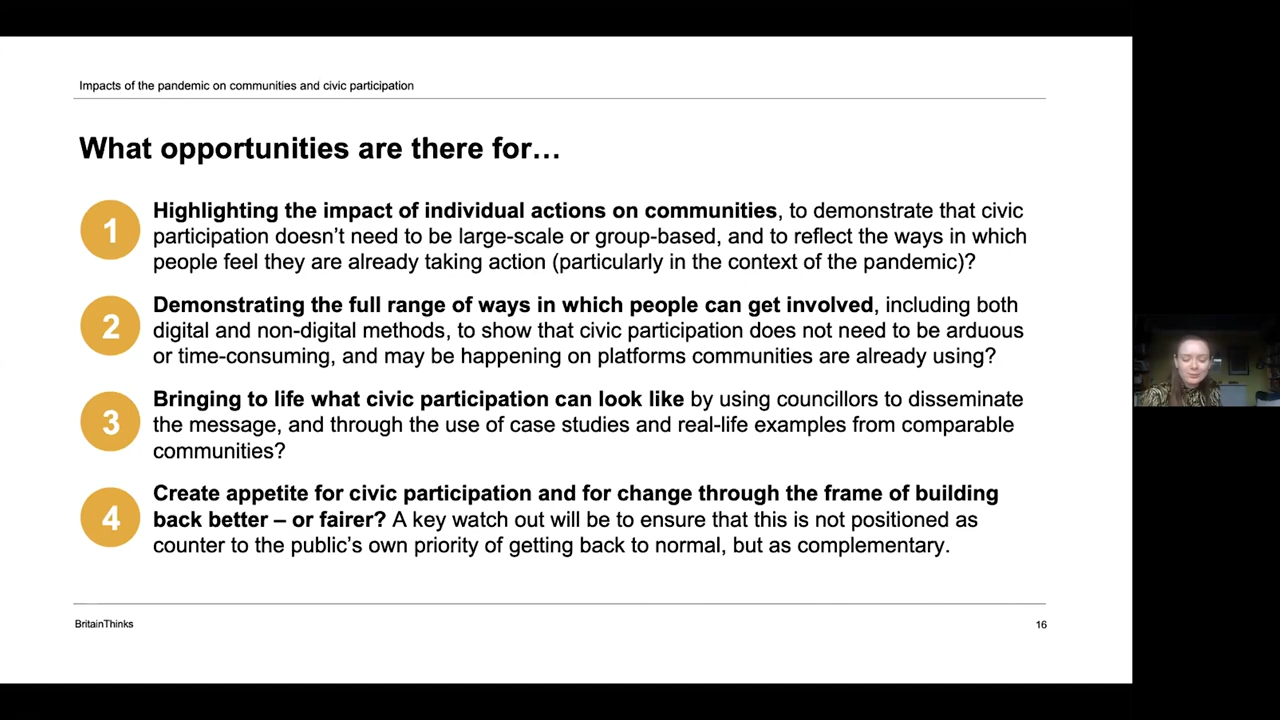 Impacts of the pandemic on communities and civic participation
What opportunities are there for…
1
Highlighting the impact of individual actions on communities, to demonstrate that civic
participation doesn’t need to be large-scale or group-based, and to reflect the ways in which
people feel they are already taking action (particularly in the context of the pandemic)?
2
Demonstrating the full range of ways in which people can get involved, including both
digital and non-digital methods, to show that civic participation does not need to be arduous
or time-consuming, and may be happening on platforms communities are already using?
3
Bringing to life what civic participation can look like by using councillors to disseminate
the message, and through the use of case studies and real-life examples from comparable
communities?
4
Create appetite for civic participation and for change through the frame of building
back better – or fairer? A key watch out will be to ensure that this is not positioned as
counter to the public’s own priority of getting back to normal, but as complementary.
BritainThinks
16